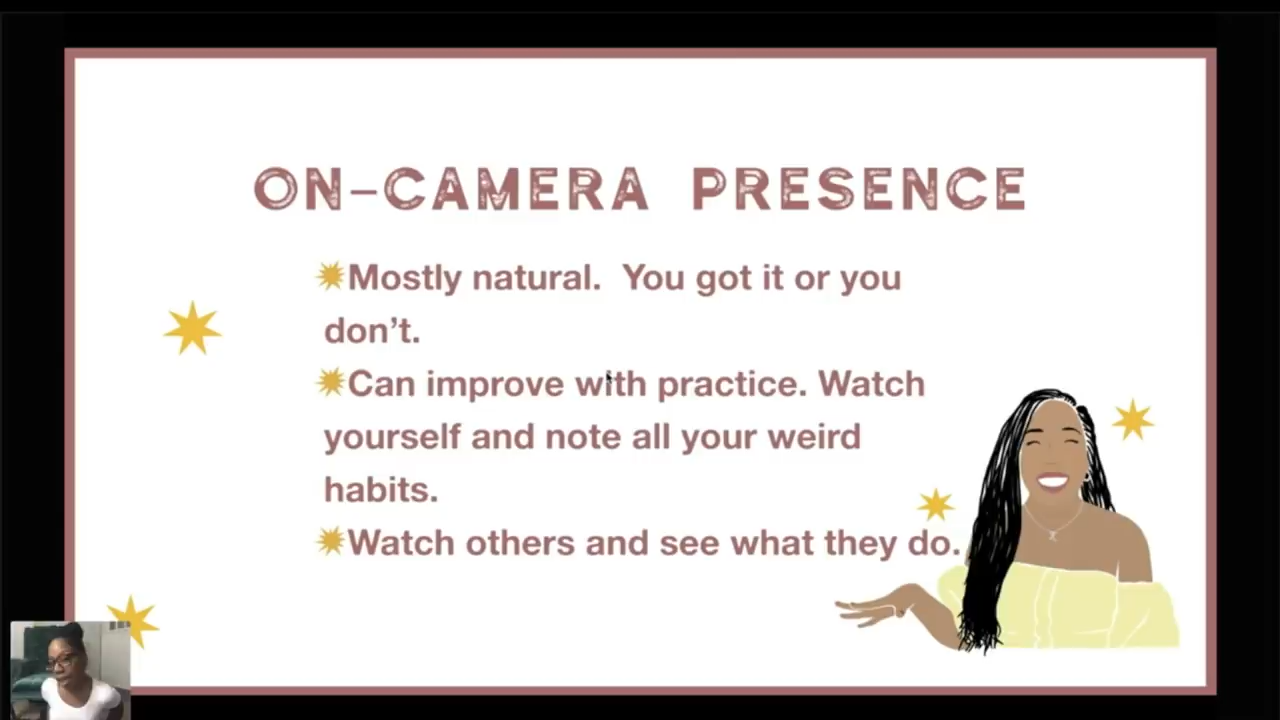 ON-CAMERA PRESENCE
Mostly natural.  You got it or you
don't.
Can improve with practice. Watch
yourself and note all your weird
habits.
Watch others and see what they do.